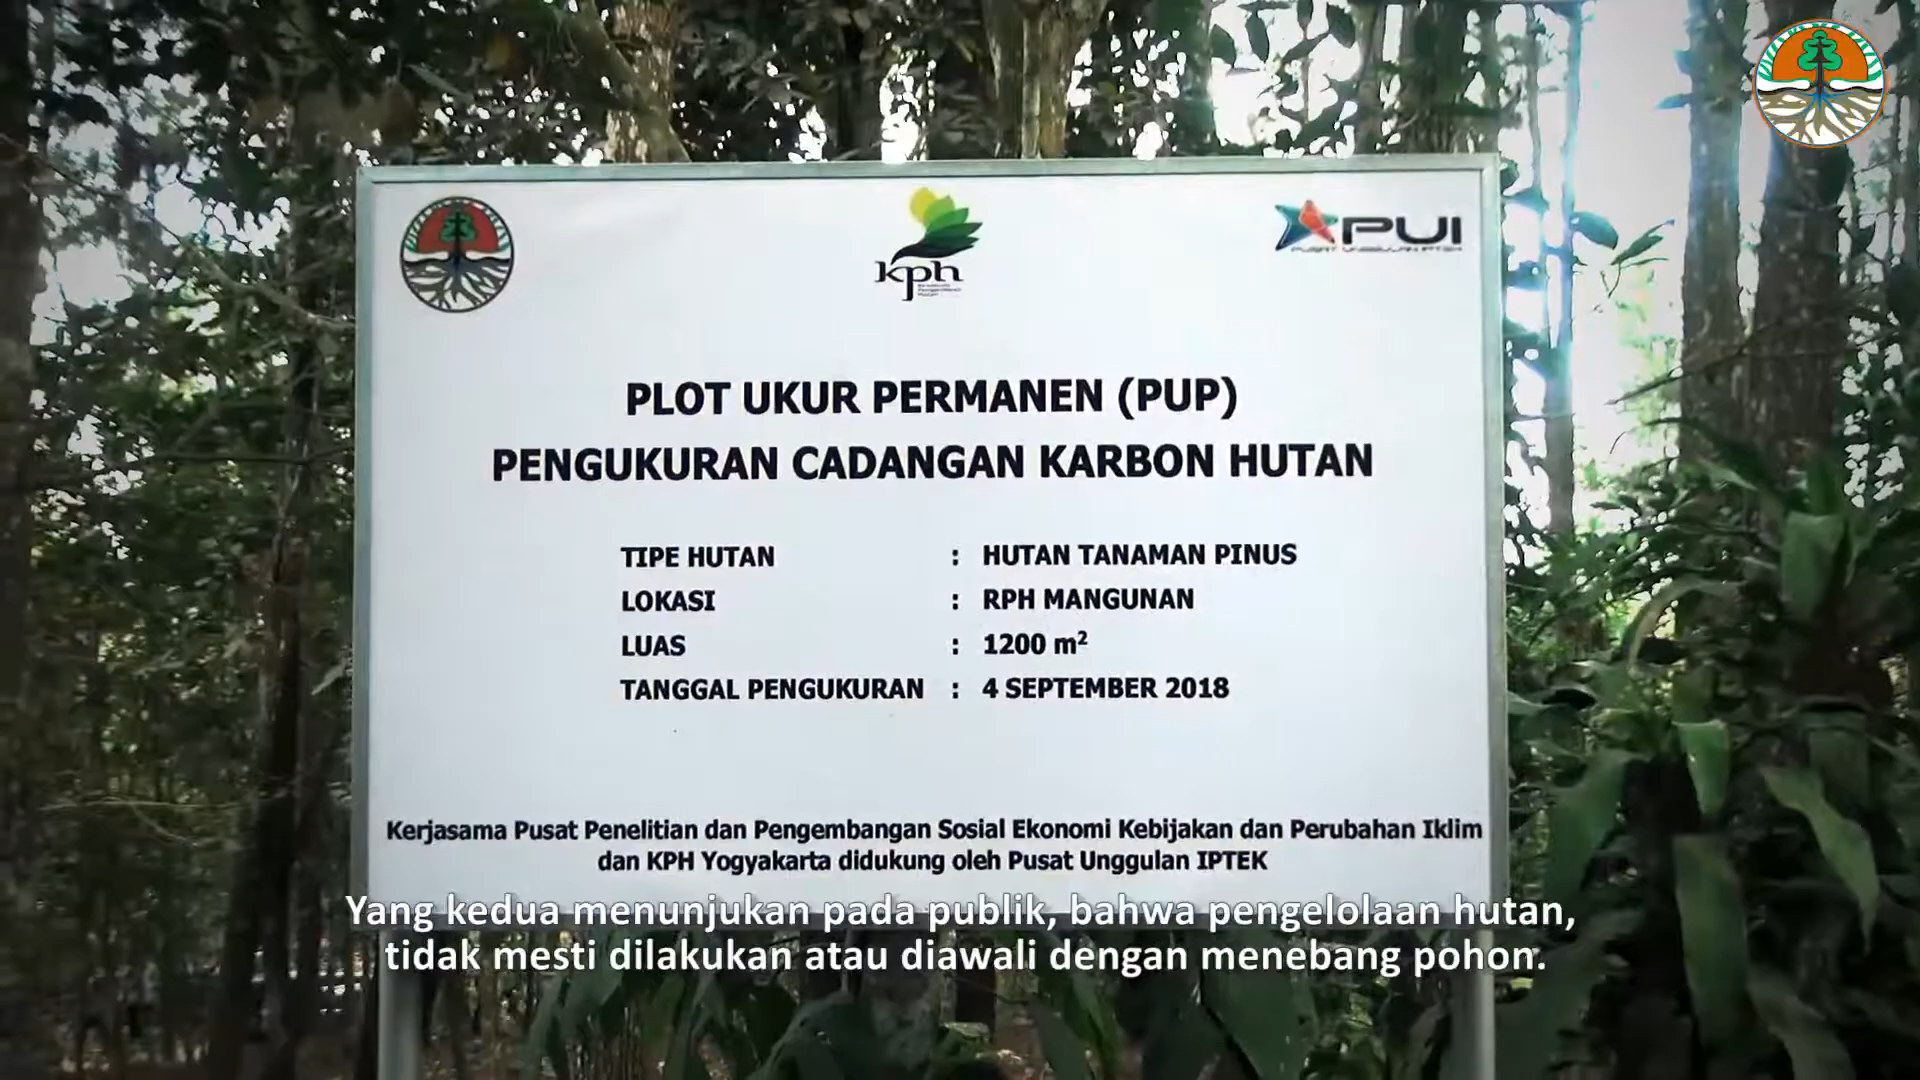 kph
PUI
PUSAT UNGGULAN IPTEK
PLOT UKUR PERMANEN (PUP)
PENGUKURAN CADANGAN KARBON HUTAN
TIPE HUTAN : HUTAN TANAMAN PINUS
LOKASI : RPH MANGUNAN
LUAS : 1200 m²
TANGGAL PENGUKURAN : 4 SEPTEMBER 2018
Kerjasama Pusat Penelitian dan Pengembangan Sosial Ekonomi Kebijakan dan Perubahan Iklim
dan KPH Yogyakarta didukung oleh Pusat Unggulan IPTEK
Yang kedua menunjukan pada publik, bahwa pengelolaan hutan,
tidak mesti dilakukan atau diawali dengan menebang pohon.